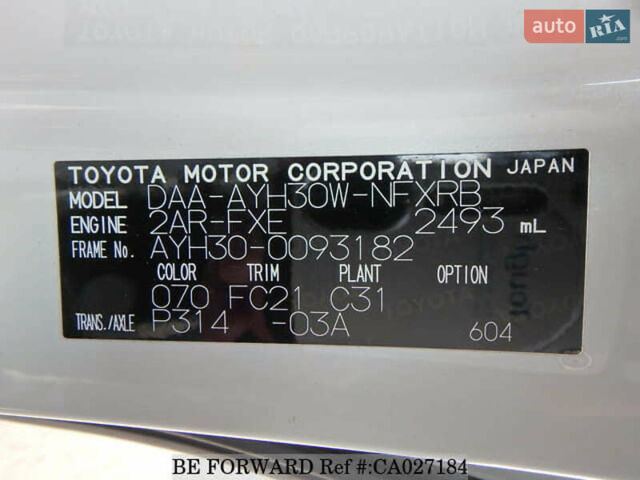 auto RIA
.com
TOYOTA MOTOR CORPORATION JAPAN
MODEL DAA-AYH30W-NFXRB
ENGINE 2AR-FXE 2493 mL
FRAME No. AYH30-0093182
COLOR TRIM PLANT OPTION
070 FC21 C31
TRANS./AXLE P314 -03A
604
BE FORWARD Ref #:CA027184